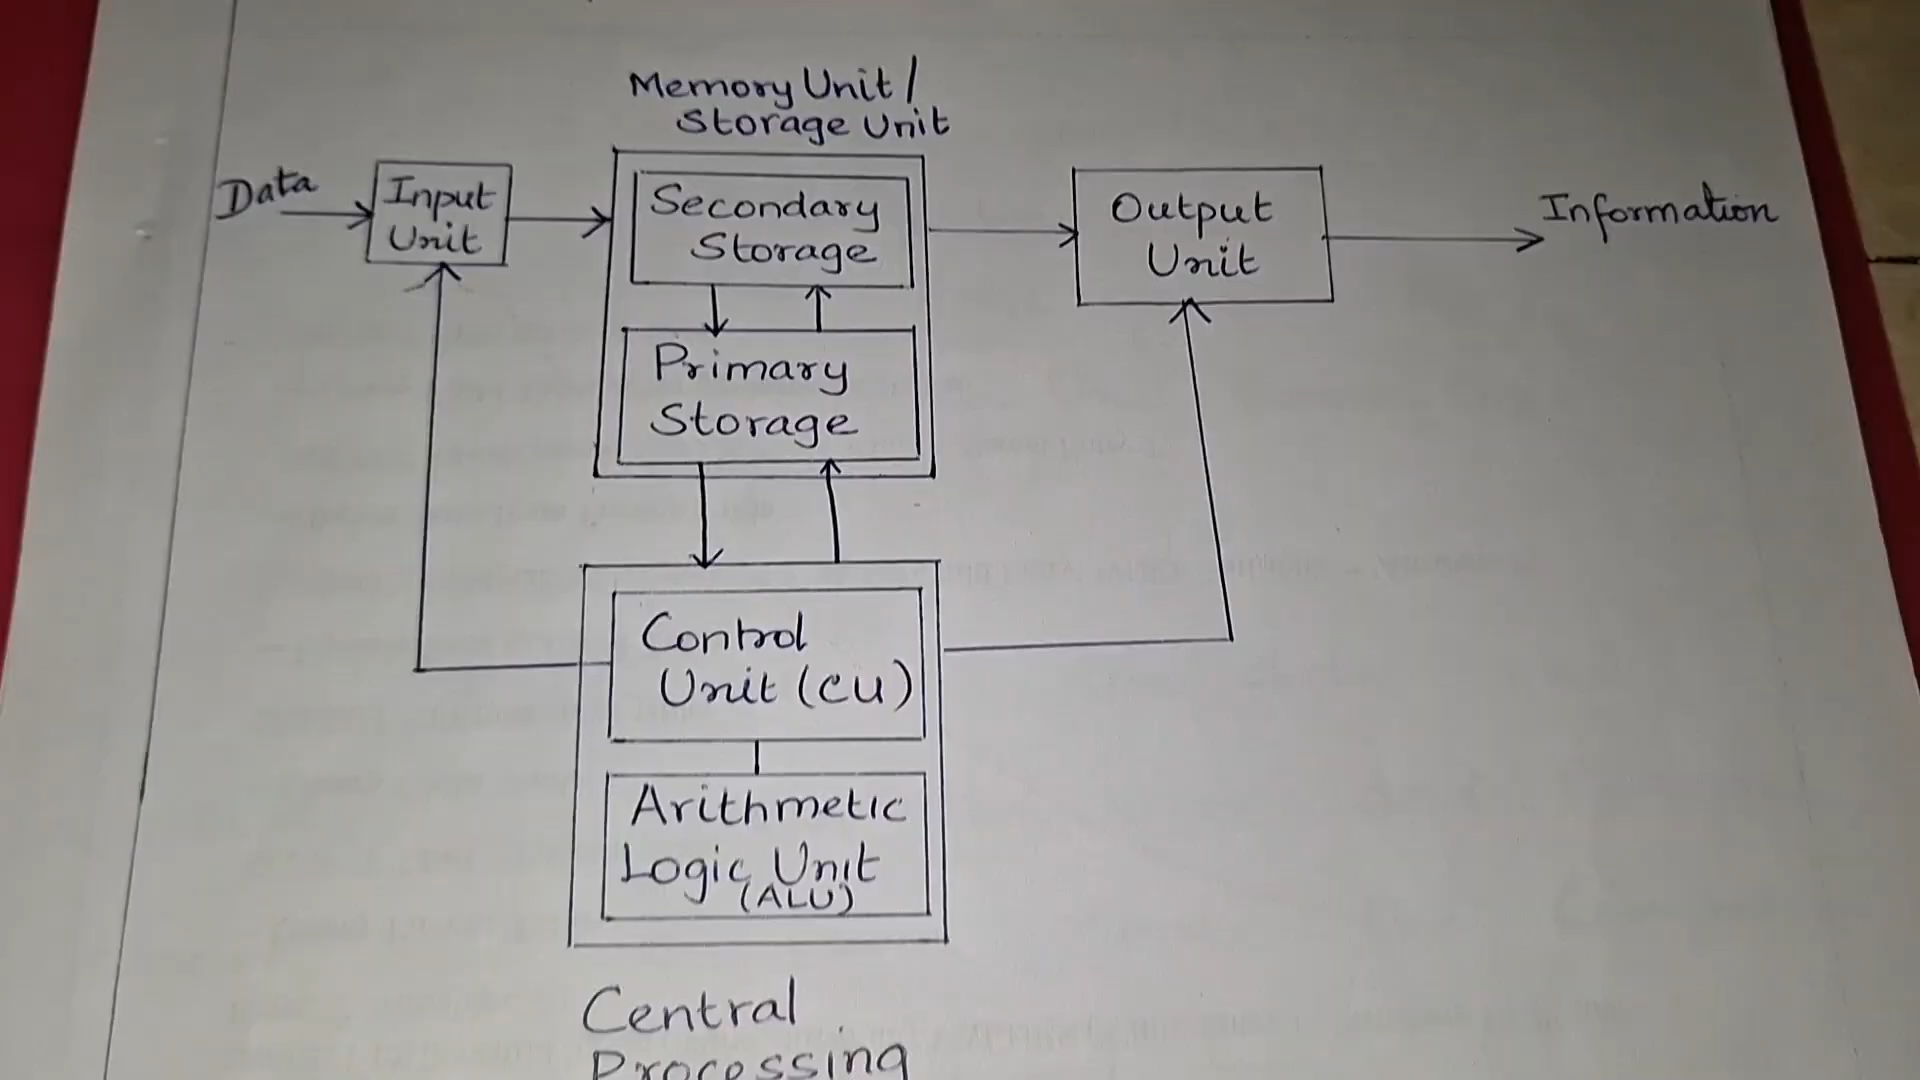 Memory Unit/
Storage Unit
Data
Input
Unit
Secondary
Storage
Output
Unit
Information
Primary
Storage
Control
Unit (CU)
Arithmetic
Logic Unit
(ALU)
Central
Processing